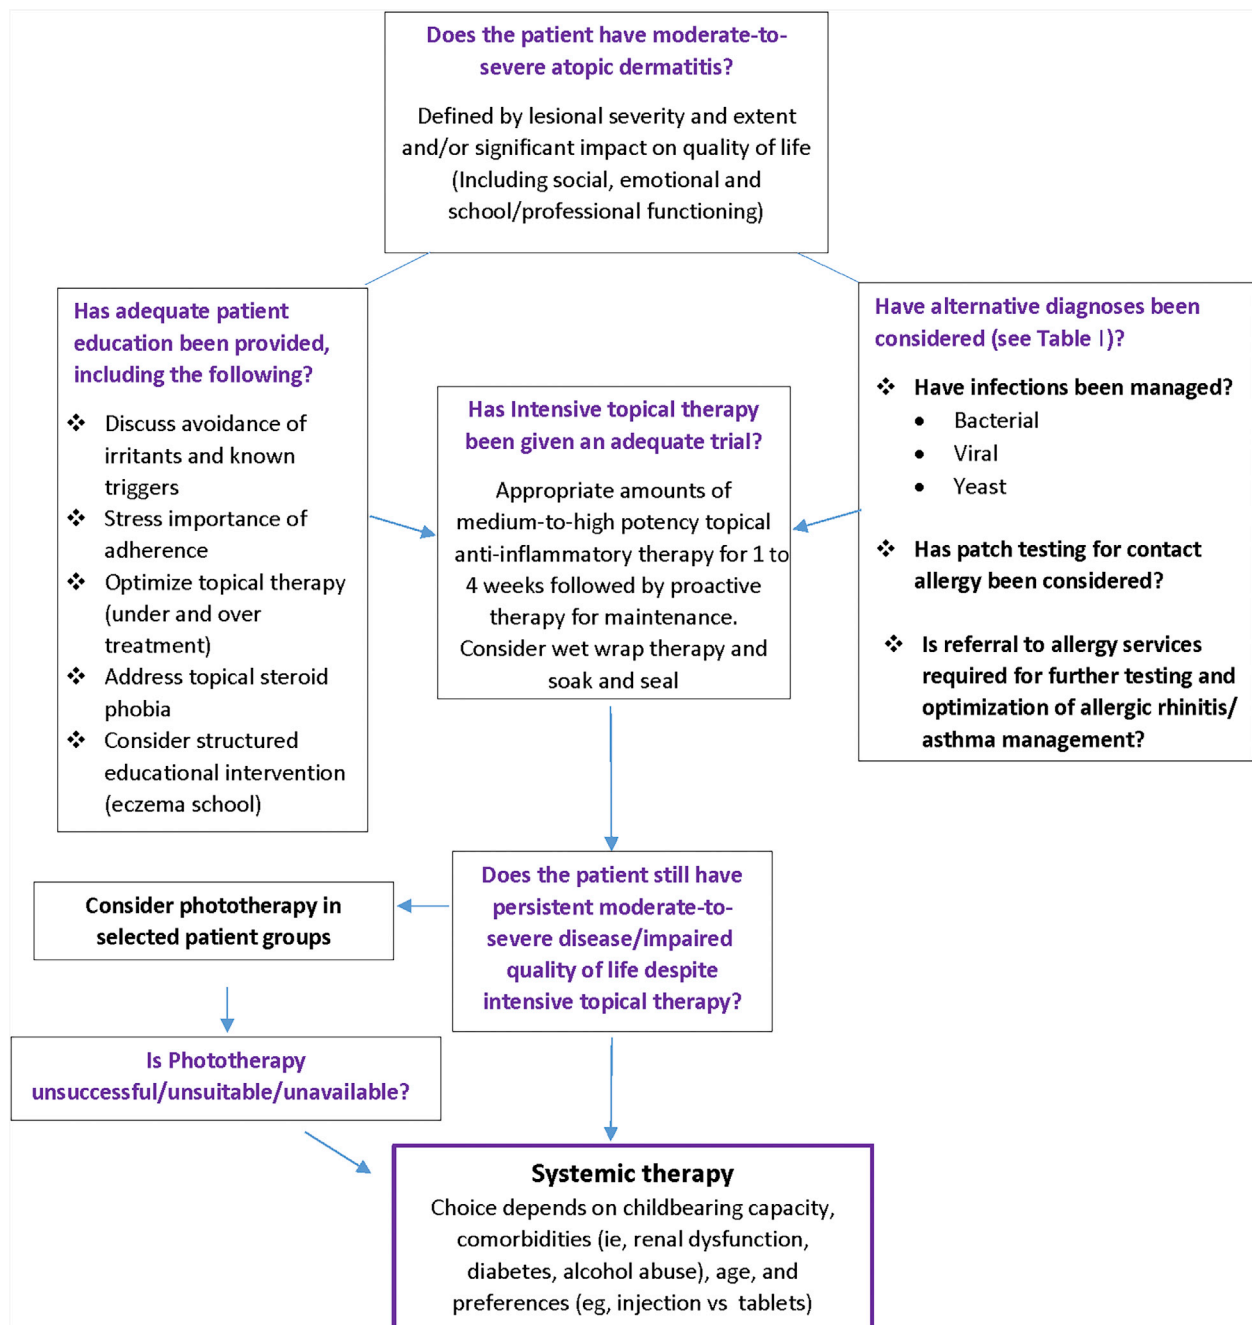 Does the patient have moderate-to-
severe atopic dermatitis?
Defined by lesional severity and extent
and/or significant impact on quality of life
(Including social, emotional and
school/professional functioning)
Has adequate patient
education been provided,
including the following?
❖ Discuss avoidance of
irritants and known
triggers
❖ Stress importance of
adherence
❖ Optimize topical therapy
(under and over
treatment)
❖ Address topical steroid
phobia
❖ Consider structured
educational intervention
(eczema school)
Has Intensive topical therapy
been given an adequate trial?
Appropriate amounts of
medium-to-high potency topical
anti-inflammatory therapy for 1 to
4 weeks followed by proactive
therapy for maintenance.
Consider wet wrap therapy and
soak and seal
Have alternative diagnoses been
considered (see Table I)?
❖ Have infections been managed?
• Bacterial
• Viral
• Yeast
❖ Has patch testing for contact
allergy been considered?
❖ Is referral to allergy services
required for further testing and
optimization of allergic rhinitis/
asthma management?
Does the patient still have
persistent moderate-to-
severe disease/impaired
quality of life despite
intensive topical therapy?
Consider phototherapy in
selected patient groups
Is Phototherapy
unsuccessful/unsuitable/unavailable?
Systemic therapy
Choice depends on childbearing capacity,
comorbidities (ie, renal dysfunction,
diabetes, alcohol abuse), age, and
preferences (eg, injection vs tablets)